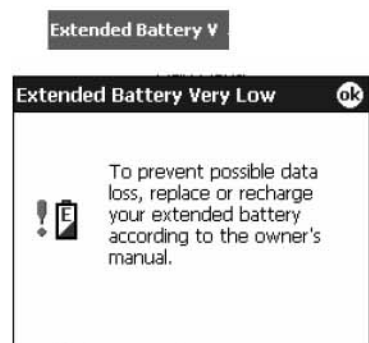 Extended Battery V
Extended Battery Very Low ok
To prevent possible data
loss, replace or recharge
your extended battery
according to the owner's
manual.
E